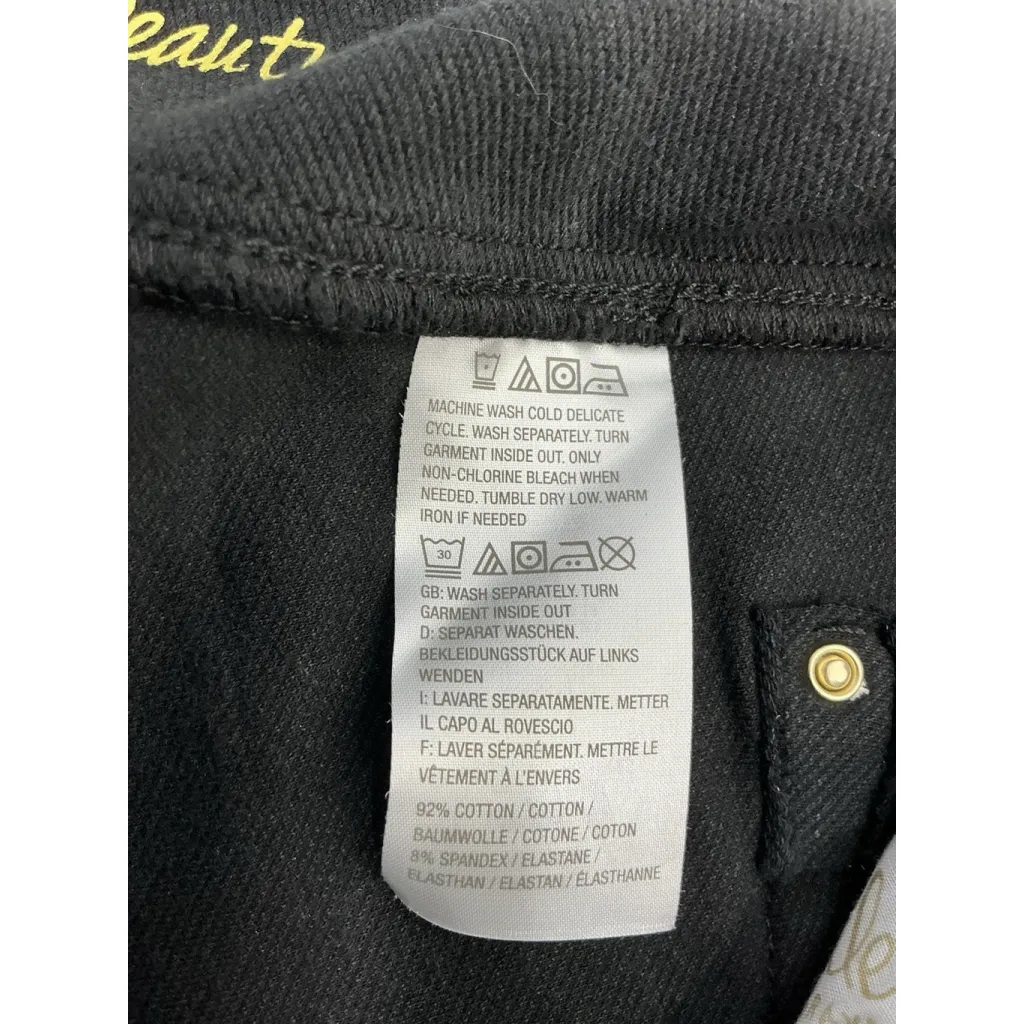 eauty
MACHINE WASH COLD DELICATE
CYCLE. WASH SEPARATELY. TURN
GARMENT INSIDE OUT. ONLY
NON-CHLORINE BLEACH WHEN
NEEDED. TUMBLE DRY LOW. WARM
IRON IF NEEDED
30
GB: WASH SEPARATELY. TURN
GARMENT INSIDE OUT
D: SEPARAT WASCHEN.
BEKLEIDUNGSSTÜCK AUF LINKS
WENDEN
I: LAVARE SEPARATAMENTE. METTER
IL CAPO AL ROVESCIO
F: LAVER SÉPARÉMENT. METTRE LE
VÊTEMENT À L'ENVERS
92% COTTON / COTTON /
BAUMWOLLE / COTONE / COTON
8% SPANDEX / ELASTANE /
ELASTHAN / ELASTAN / ÉLASTHANNE